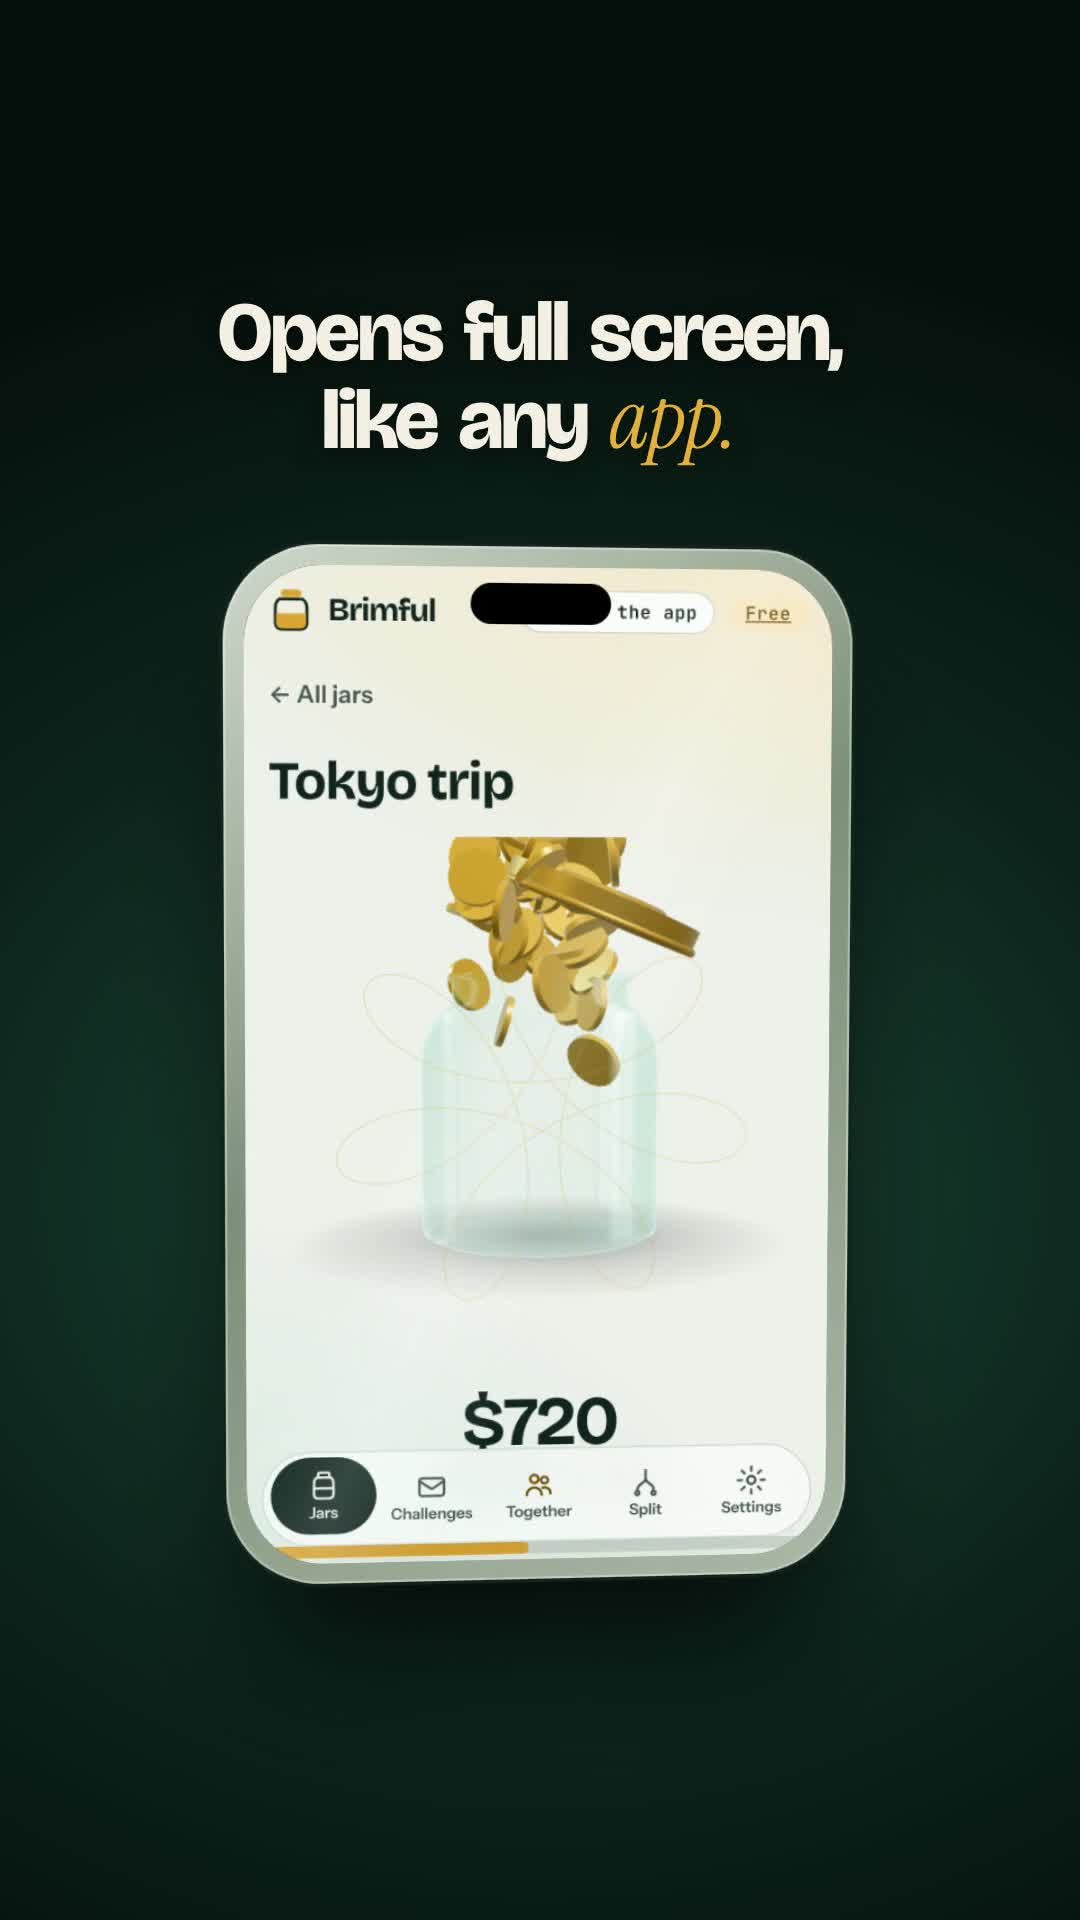 Opens full screen,
like any app.
Brimful
the app
Free
← All jars
Tokyo trip
$720
Jars
Challenges
Together
Split
Settings